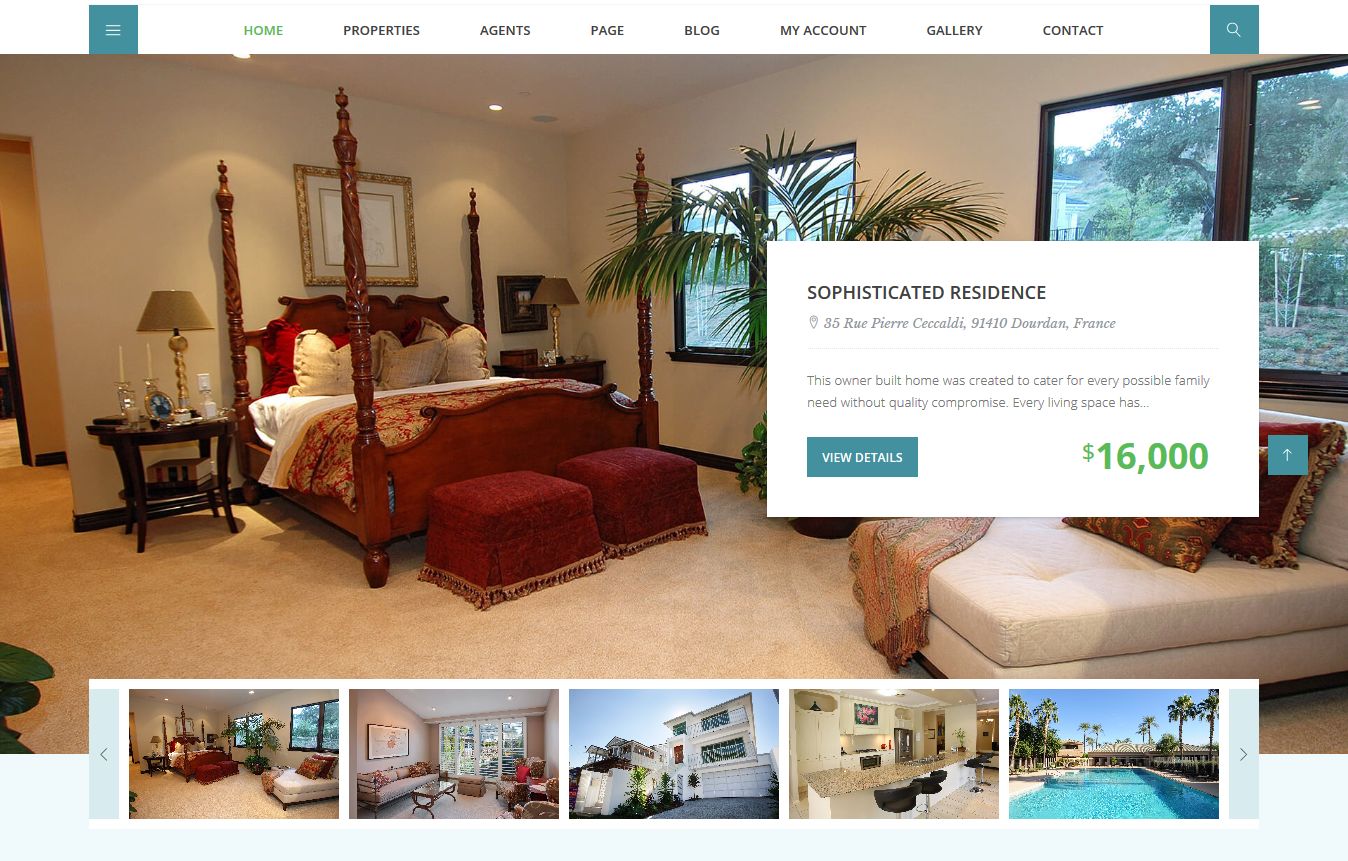 HOME PROPERTIES AGENTS PAGE BLOG MY ACCOUNT GALLERY CONTACT
SOPHISTICATED RESIDENCE
35 Rue Pierre Ceccaldi, 91410 Dourdan, France
This owner built home was created to cater for every possible family
need without quality compromise. Every living space has...
VIEW DETAILS $16,000